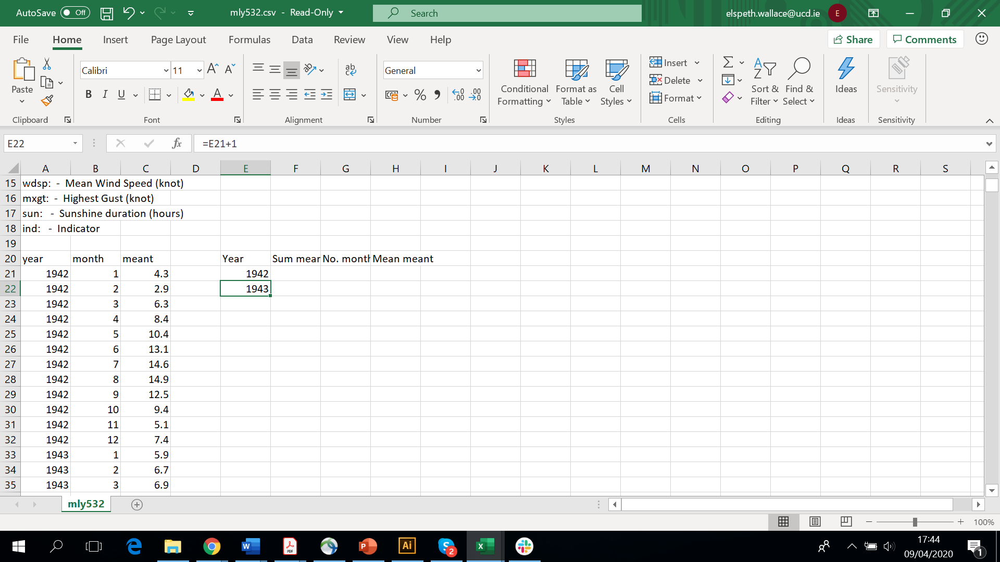 AutoSave Off mly532.csv - Read-Only Search elspeth.wallace@ucd.ie E
File Home Insert Page Layout Formulas Data Review View Help Share Comments
Calibri 11 General Insert
Paste Conditional Formatting Format as Table Cell Styles Delete Sort & Filter Find & Select Ideas Sensitivity
B I U Format
Clipboard Font Alignment Number Styles Cells Editing Ideas Sensitivity
E22 fx =E21+1
A B C D E F G H I J K L M N O P Q R S
15 wdsp: - Mean Wind Speed (knot)
16 mxgt: - Highest Gust (knot)
17 sun: - Sunshine duration (hours)
18 ind: - Indicator
19
20 year month meant Year Sum mear No. month Mean meant
21 1942 1 4.3 1942
22 1942 2 2.9 1943
23 1942 3 6.3
24 1942 4 8.4
25 1942 5 10.4
26 1942 6 13.1
27 1942 7 14.6
28 1942 8 14.9
29 1942 9 12.5
30 1942 10 9.4
31 1942 11 5.1
32 1942 12 7.4
33 1943 1 5.9
34 1943 2 6.7
35 1943 3 6.9
mly532
100%
17:44
09/04/2020